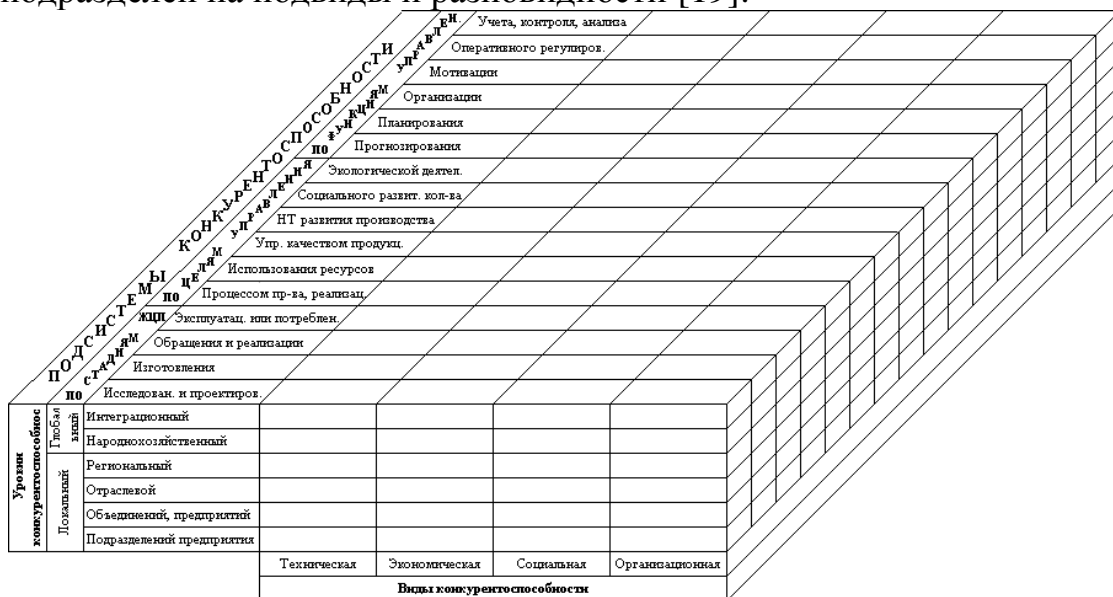 подразделен на подвиды и разновидности [19].
ПОДСИСТЕМЫ КОНКУРЕНТОСПОСОБНОСТИ
ПО ФУНКЦИЯМ УПРАВЛЕН.
Учета, контроля, анализа
Оперативного регулиров.
Мотивации
Организации
Планирования
Прогнозирования
ПО ЦЕЛЯМ УПРАВЛЕНИЯ
Экологической деятел.
Социального развит. кол-ва
НТ развития производства
Упр. качеством продукц.
Использования ресурсов
Процессом пр-ва, реализац.
ПО СТАДИЯМ ЖЦП
Эксплуатац. или потреблен.
Обращения и реализации
Изготовления
Исследован. и проектиров.
Уровни
конкурентоспособнос
Глобал
ьный
Интеграционный
Народнохозяйственный
Локальный
Региональный
Отраслевой
Объединений, предприятий
Подразделений предприятия
Техническая Экономическая Социальная Организационная
Виды конкурентоспособности